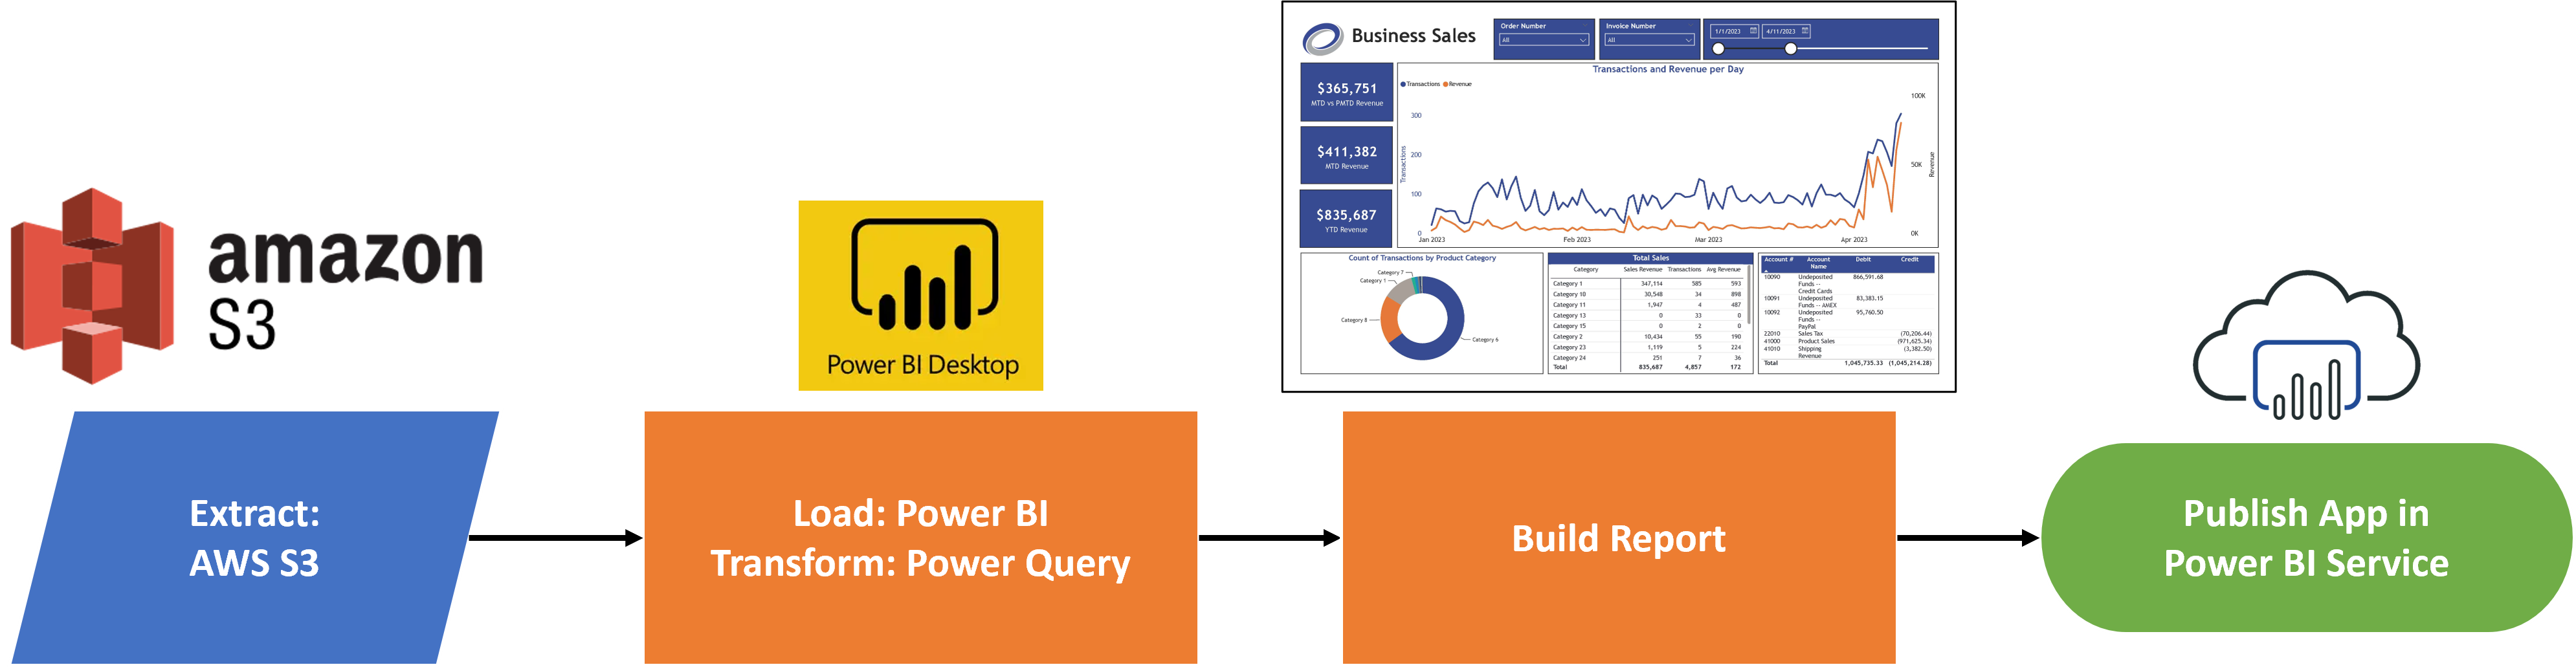 amazon
S3
Extract:
AWS S3
Power BI Desktop
Load: Power BI
Transform: Power Query
Business Sales
Order Number
All
Invoice Number
All
1/1/2023
4/11/2023
$365,751
MTD vs PMTD Revenue
$411,382
MTD Revenue
$835,687
YTD Revenue
Transactions and Revenue per Day
Transactions Revenue
Transactions
300
200
100
0
Jan 2023 Feb 2023 Mar 2023 Apr 2023
100K
50K
0K
Revenue
Count of Transactions by Product Category
Category 7
Category 1
Category 8
Category 6
Total Sales
Category Sales Revenue Transactions Avg Revenue
Category 1 347,114 585 593
Category 10 30,548 34 898
Category 11 1,947 4 487
Category 13 0 33 0
Category 15 0 2 0
Category 2 10,434 55 190
Category 23 1,119 5 224
Category 24 251 7 36
Total 835,687 4,857 172
Account # Account Debit Credit
Name
10090 Undeposited 866,591.68
Funds --
Credit Cards
10091 Undeposited 83,383.15
Funds -- AMEX
10092 Undeposited 95,760.50
Funds --
PayPal
22010 Sales Tax (70,206.44)
41000 Product Sales (971,625.34)
41010 Shipping (3,382.50)
Revenue
Total 1,045,735.33 (1,045,214.28)
Build Report
Publish App in
Power BI Service